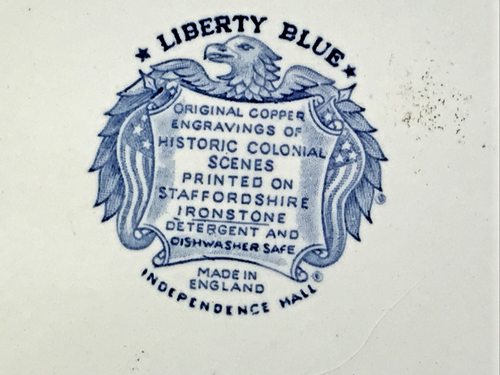 ★ LIBERTY BLUE ★
ORIGINAL COPPER
ENGRAVINGS OF
HISTORIC COLONIAL
SCENES
PRINTED ON
STAFFORDSHIRE
IRONSTONE
DETERGENT AND
DISHWASHER SAFE
MADE IN
ENGLAND
INDEPENDENCE HALL ®